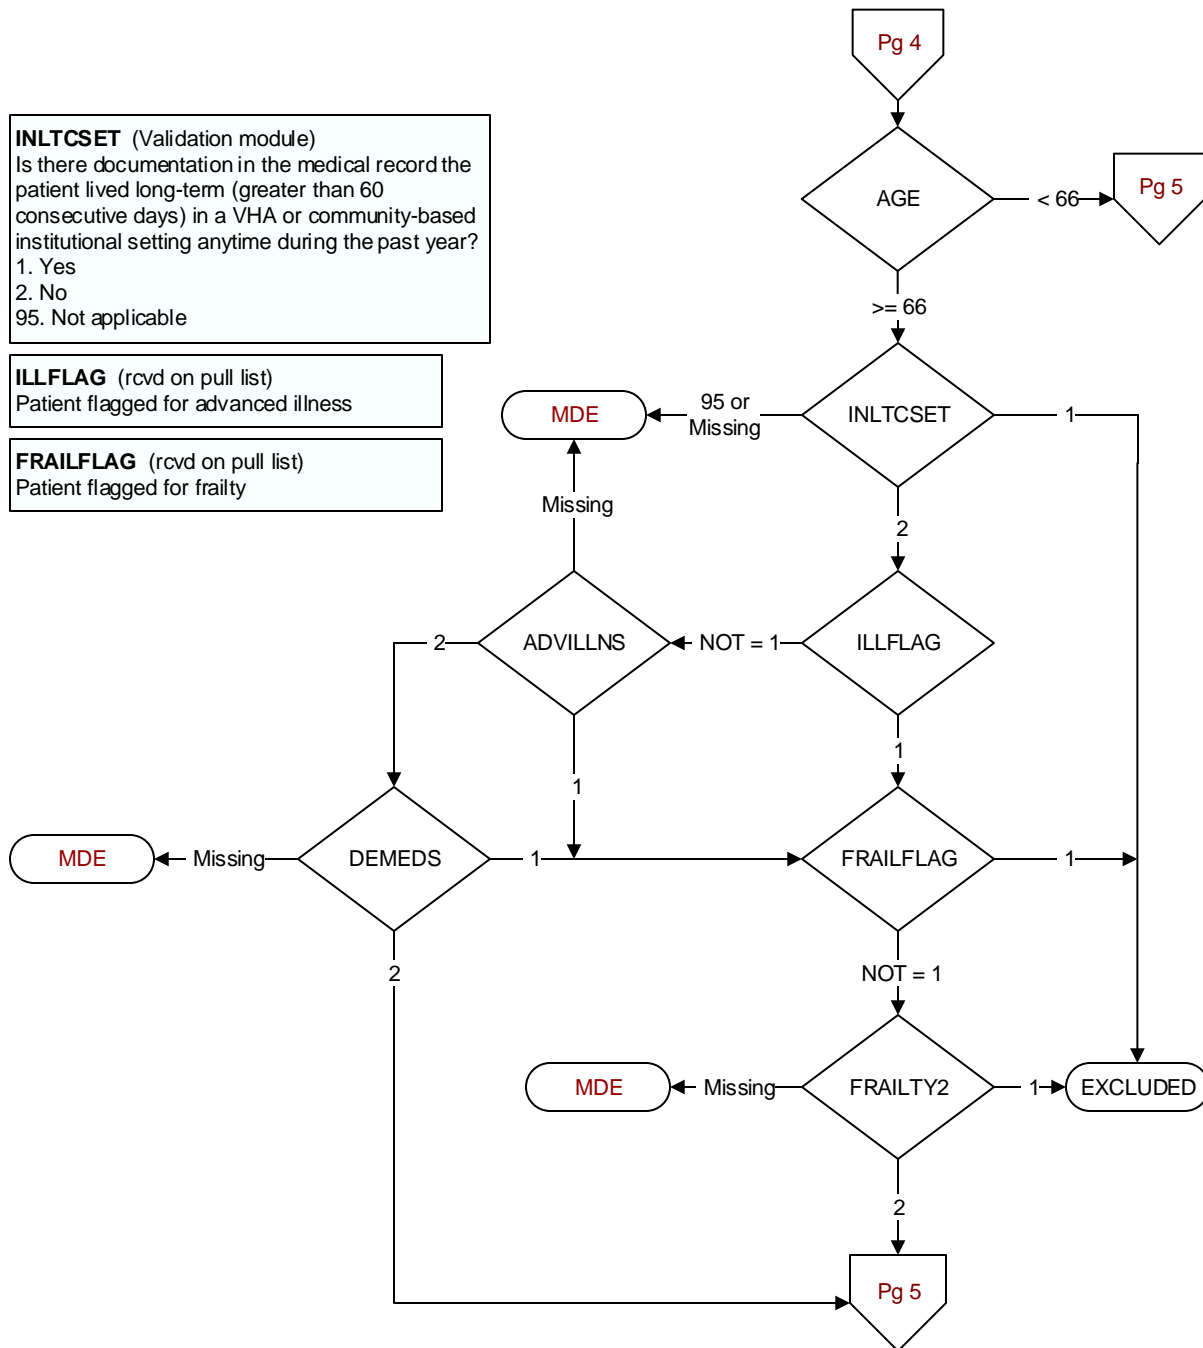 Pg 4
INLTCSET (Validation module)
Is there documentation in the medical record the
patient lived long-term (greater than 60
consecutive days) in a VHA or community-based
institutional setting anytime during the past year?
1. Yes
2. No
95. Not applicable
ILLFLAG (rcvd on pull list)
Patient flagged for advanced illness
FRAILFLAG (rcvd on pull list)
Patient flagged for frailty
AGE
< 66
Pg 5
>= 66
MDE
95 or
Missing
INLTCSET
1
Missing
2
2
ADVILLNS
NOT = 1
ILLFLAG
1
1
MDE
Missing
DEMEDS
1
FRAILFLAG
1
2
NOT = 1
MDE
Missing
FRAILTY2
1
EXCLUDED
2
Pg 5